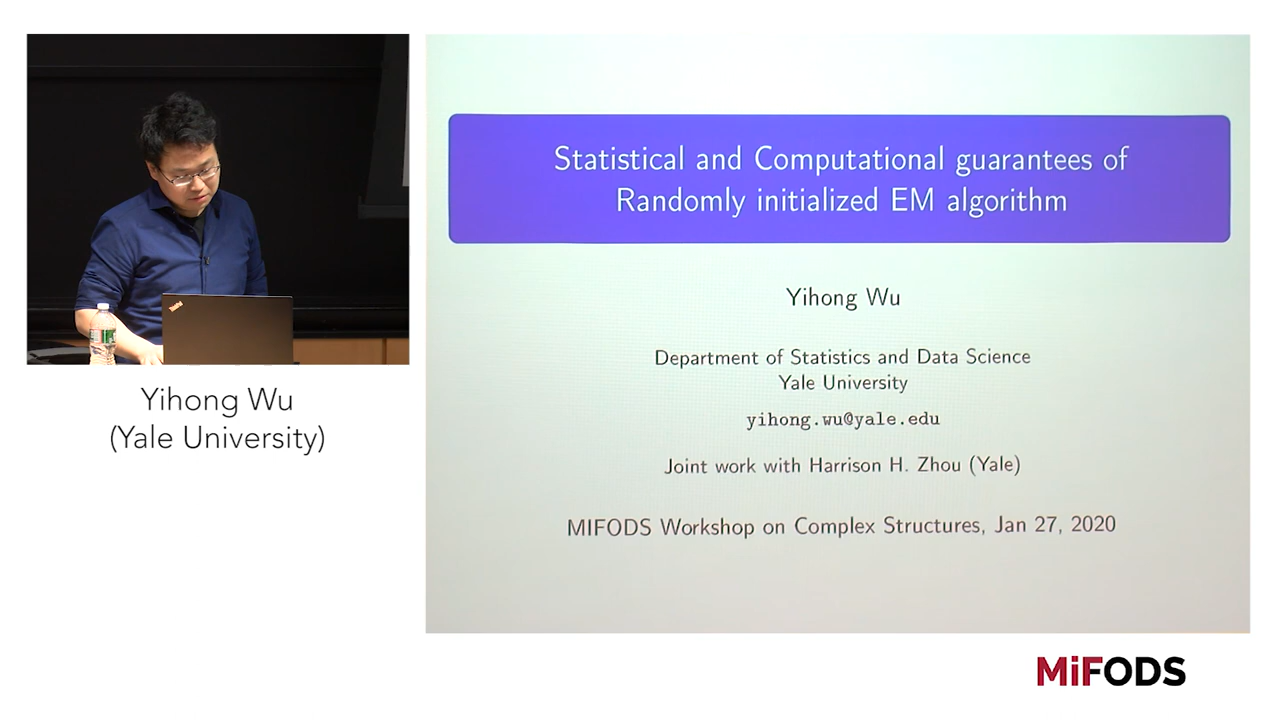 Statistical and Computational guarantees of
Randomly initialized EM algorithm
Yihong Wu
Department of Statistics and Data Science
Yale University
yihong.wu@yale.edu
Joint work with Harrison H. Zhou (Yale)
MIFODS Workshop on Complex Structures, Jan 27, 2020
Yihong Wu
(Yale University)
MiFODS